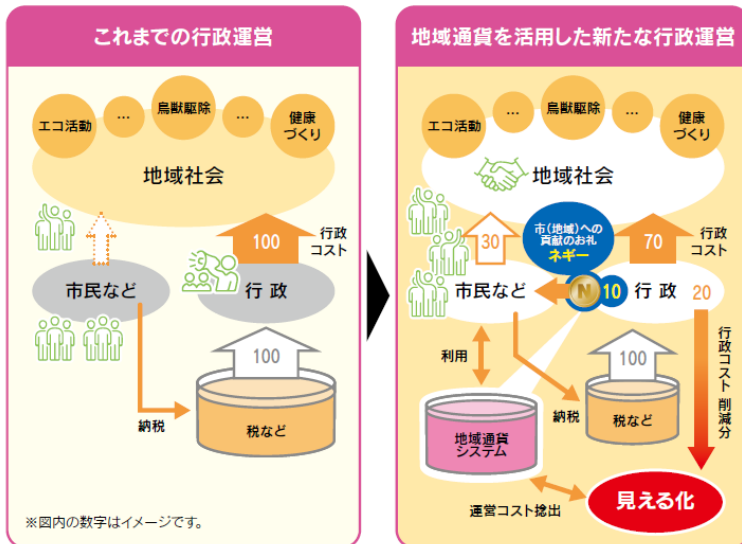 これまでの行政運営
エコ活動
…
鳥獣駆除
…
健康
づくり
地域社会
100
行政
コスト
市民など
行政
100
納税
税など
※図内の数字はイメージです。
地域通貨を活用した新たな行政運営
エコ活動
…
鳥獣駆除
…
健康
づくり
地域社会
30
市(地域)への
貢献のお礼
ネギー
70
行政
コスト
市民など
N
10
行政
20
利用
100
行政コスト削減分
納税
税など
地域通貨
システム
運営コスト捻出
見える化